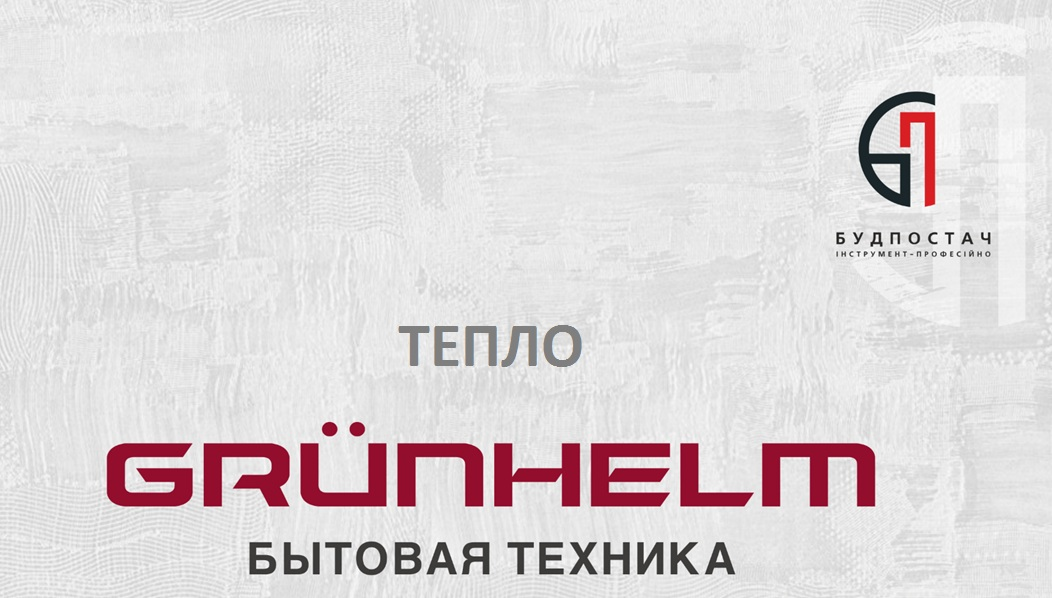 БУДПОСТАЧ
ІНСТРУМЕНТ-ПРОФЕСІЙНО
ТЕПЛО
GRÜNHELM
БЫТОВАЯ ТЕХНИКА